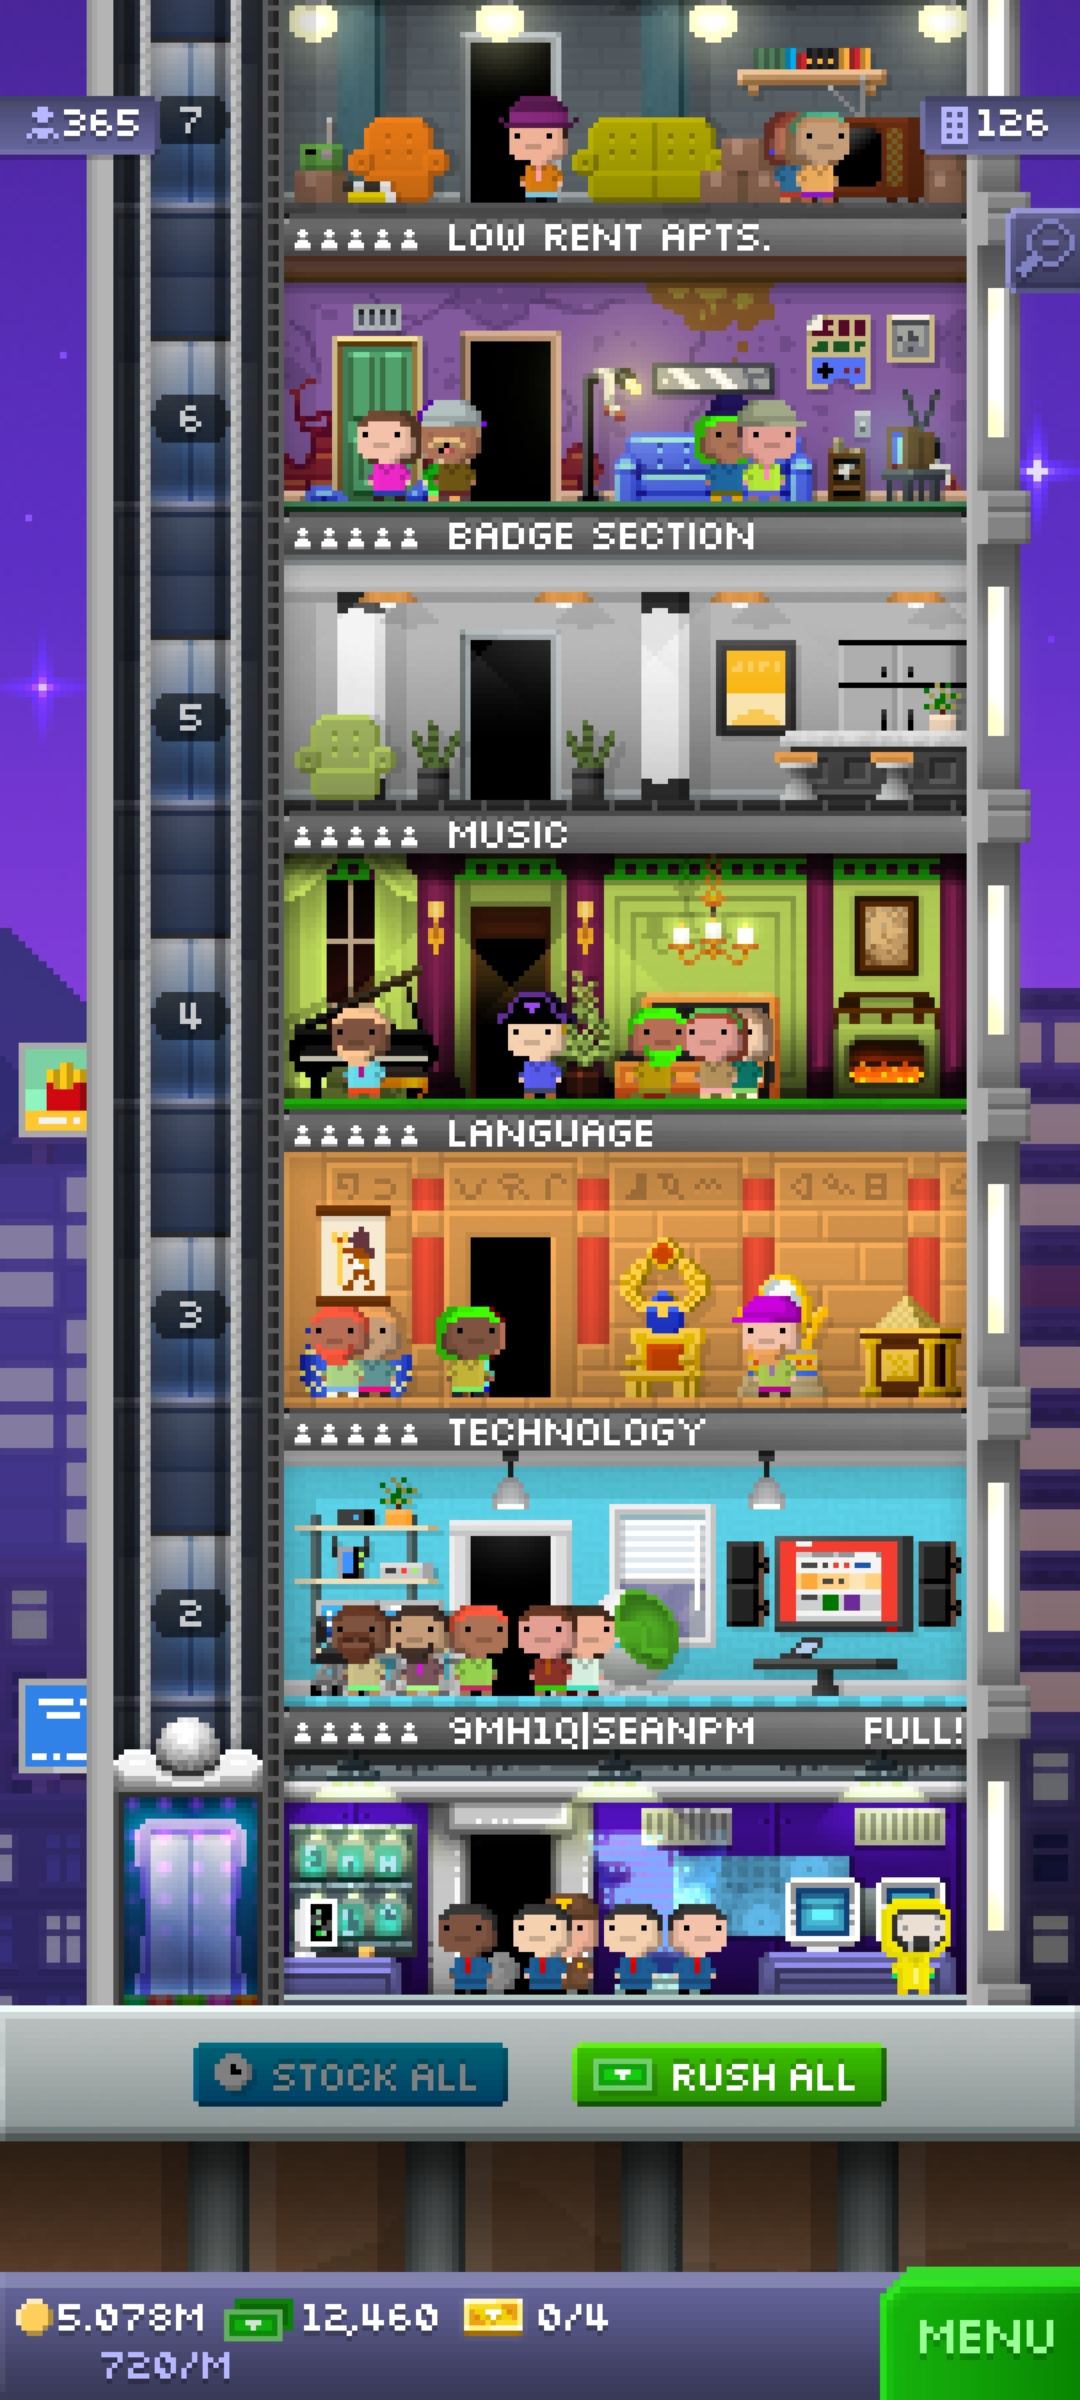 7
365
126
LOW RENT APTS.
6
BADGE SECTION
5
MUSIC
4
LANGUAGE
3
TECHNOLOGY
2
9MH1Q|SEANPM FULL!
STOCK ALL
RUSH ALL
5.078M
12,460
0/4
720/M
MENU